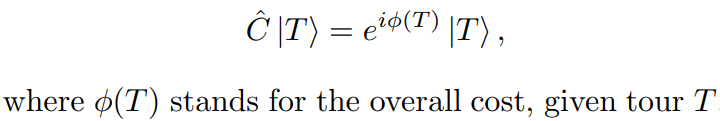 Ĉ |T⟩ = e^{iϕ(T)} |T⟩ ,
where ϕ(T) stands for the overall cost, given tour T.